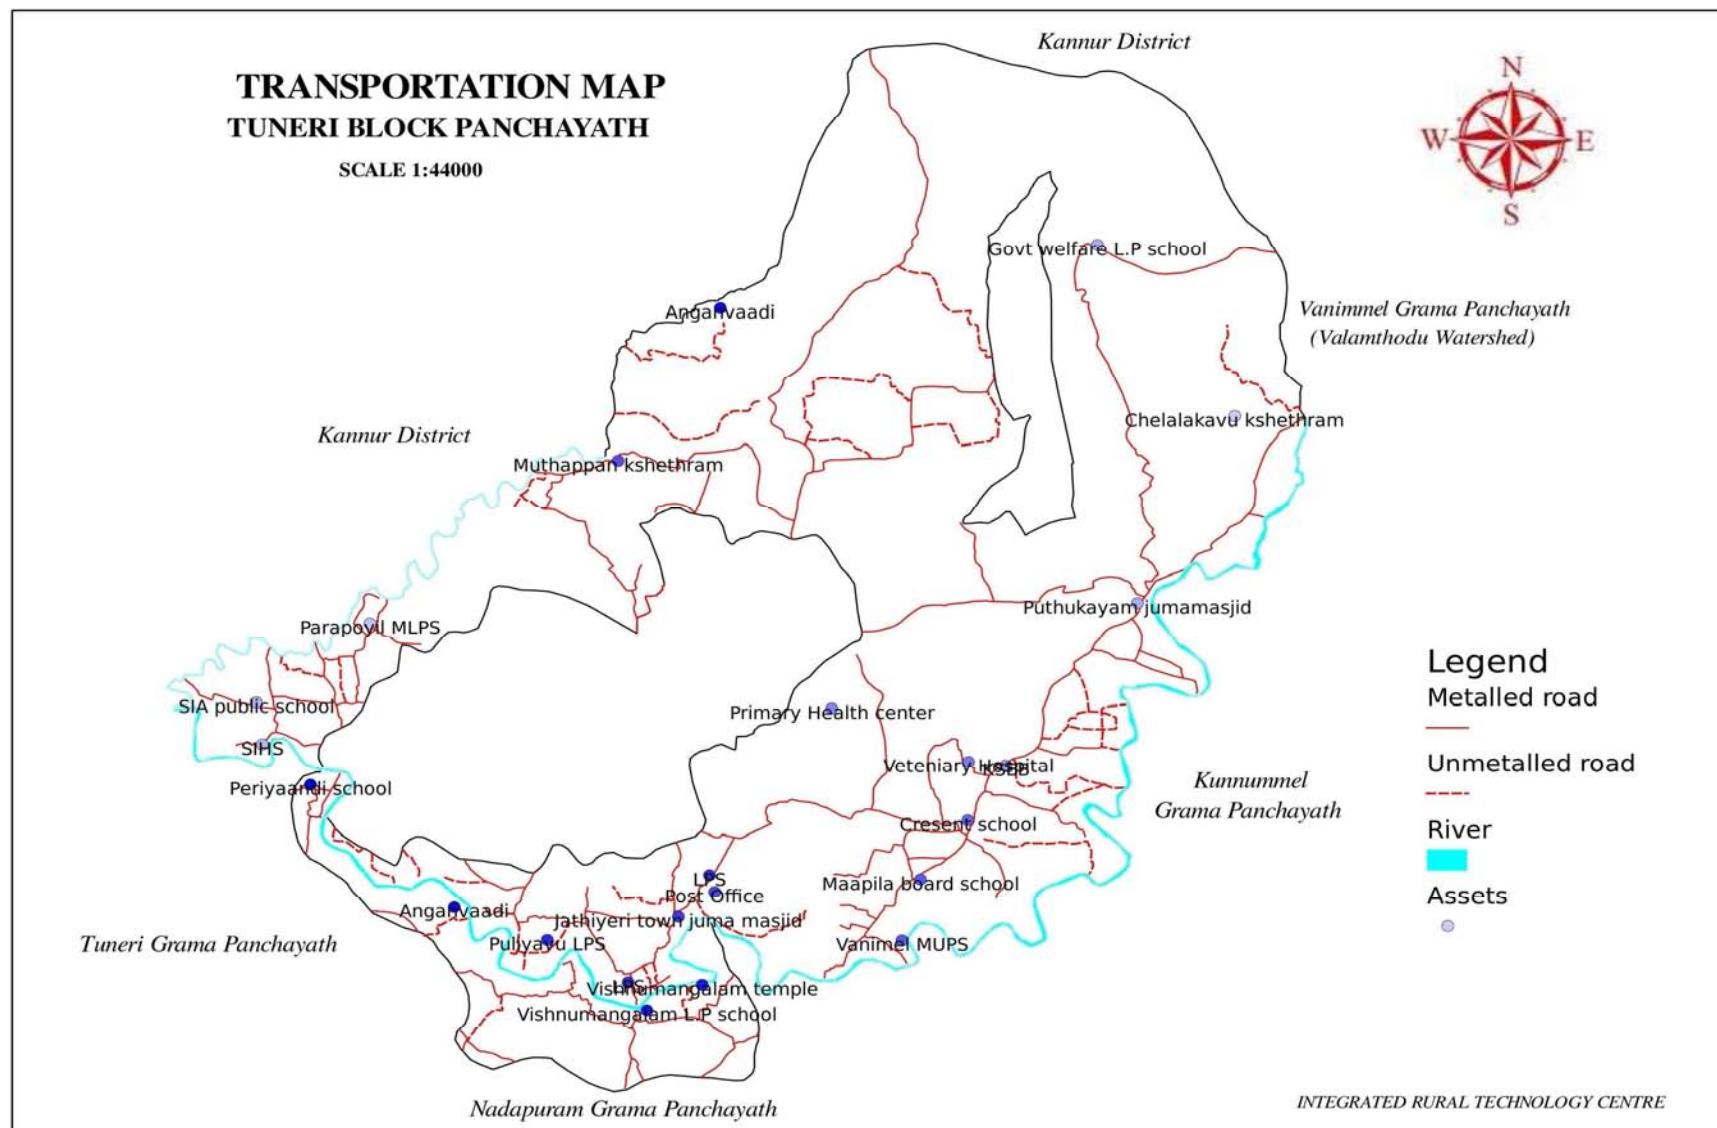 Kannur District
TRANSPORTATION MAP
TUNERI BLOCK PANCHAYATH
SCALE 1:44000
N
W
E
S
Govt welfare L.P school
Anganvaadi
Vanimmel Grama Panchayath
(Valamthodu Watershed)
Chelalakavu kshethram
Kannur District
Muthappan kshethram
Puthukayam jumamasjid
Parapoyil MLPS
SIA public school
Primary Health center
SIHS
Veteniary Hospital
KSEB
Periyaandi school
Kunnummel
Grama Panchayath
Cresent school
LPS
Maapila board school
Post Office
Anganvaadi
Jathiyeri town juma masjid
Tuneri Grama Panchayath
Puliyavu LPS
Vanimel MUPS
LPS
Vishnumangalam temple
Vishnumangalam L.P school
Nadapuram Grama Panchayath
Legend
Metalled road
Unmetalled road
River
Assets
INTEGRATED RURAL TECHNOLOGY CENTRE